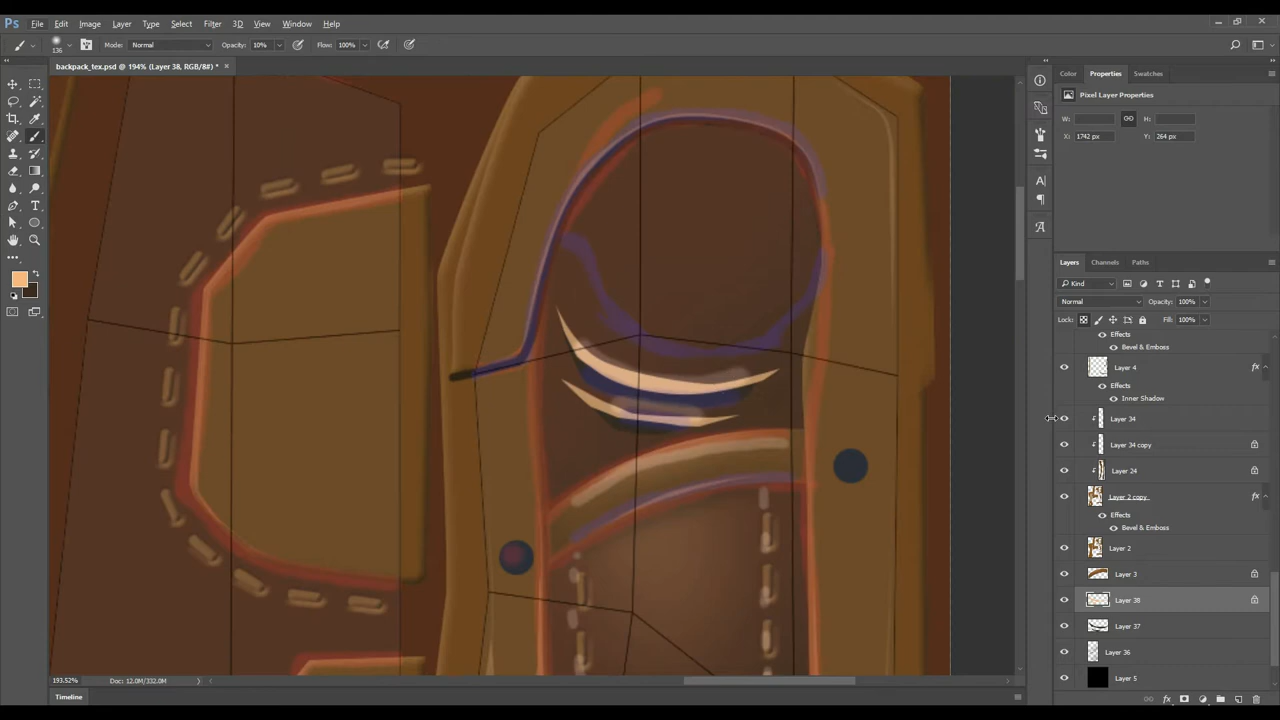 Ps File Edit Image Layer Type Select Filter 3D View Window Help
136 Mode: Normal Opacity: 10% Flow: 100%
backpack_tex.psd @ 194% (Layer 38, RGB/8#) * ×
Color Properties Swatches
Pixel Layer Properties
W: H:
X: 1742 px Y: 264 px
Layers Channels Paths
Kind
Normal Opacity: 100%
Lock: Fill: 100%
Effects
Bevel & Emboss
Layer 4 fx
Effects
Inner Shadow
Layer 34
Layer 34 copy
Layer 24
Layer 2 copy fx
Effects
Bevel & Emboss
Layer 2
Layer 3
Layer 38
Layer 37
Layer 36
Layer 5
193.52% Doc: 12.0M/332.0M
Timeline fx